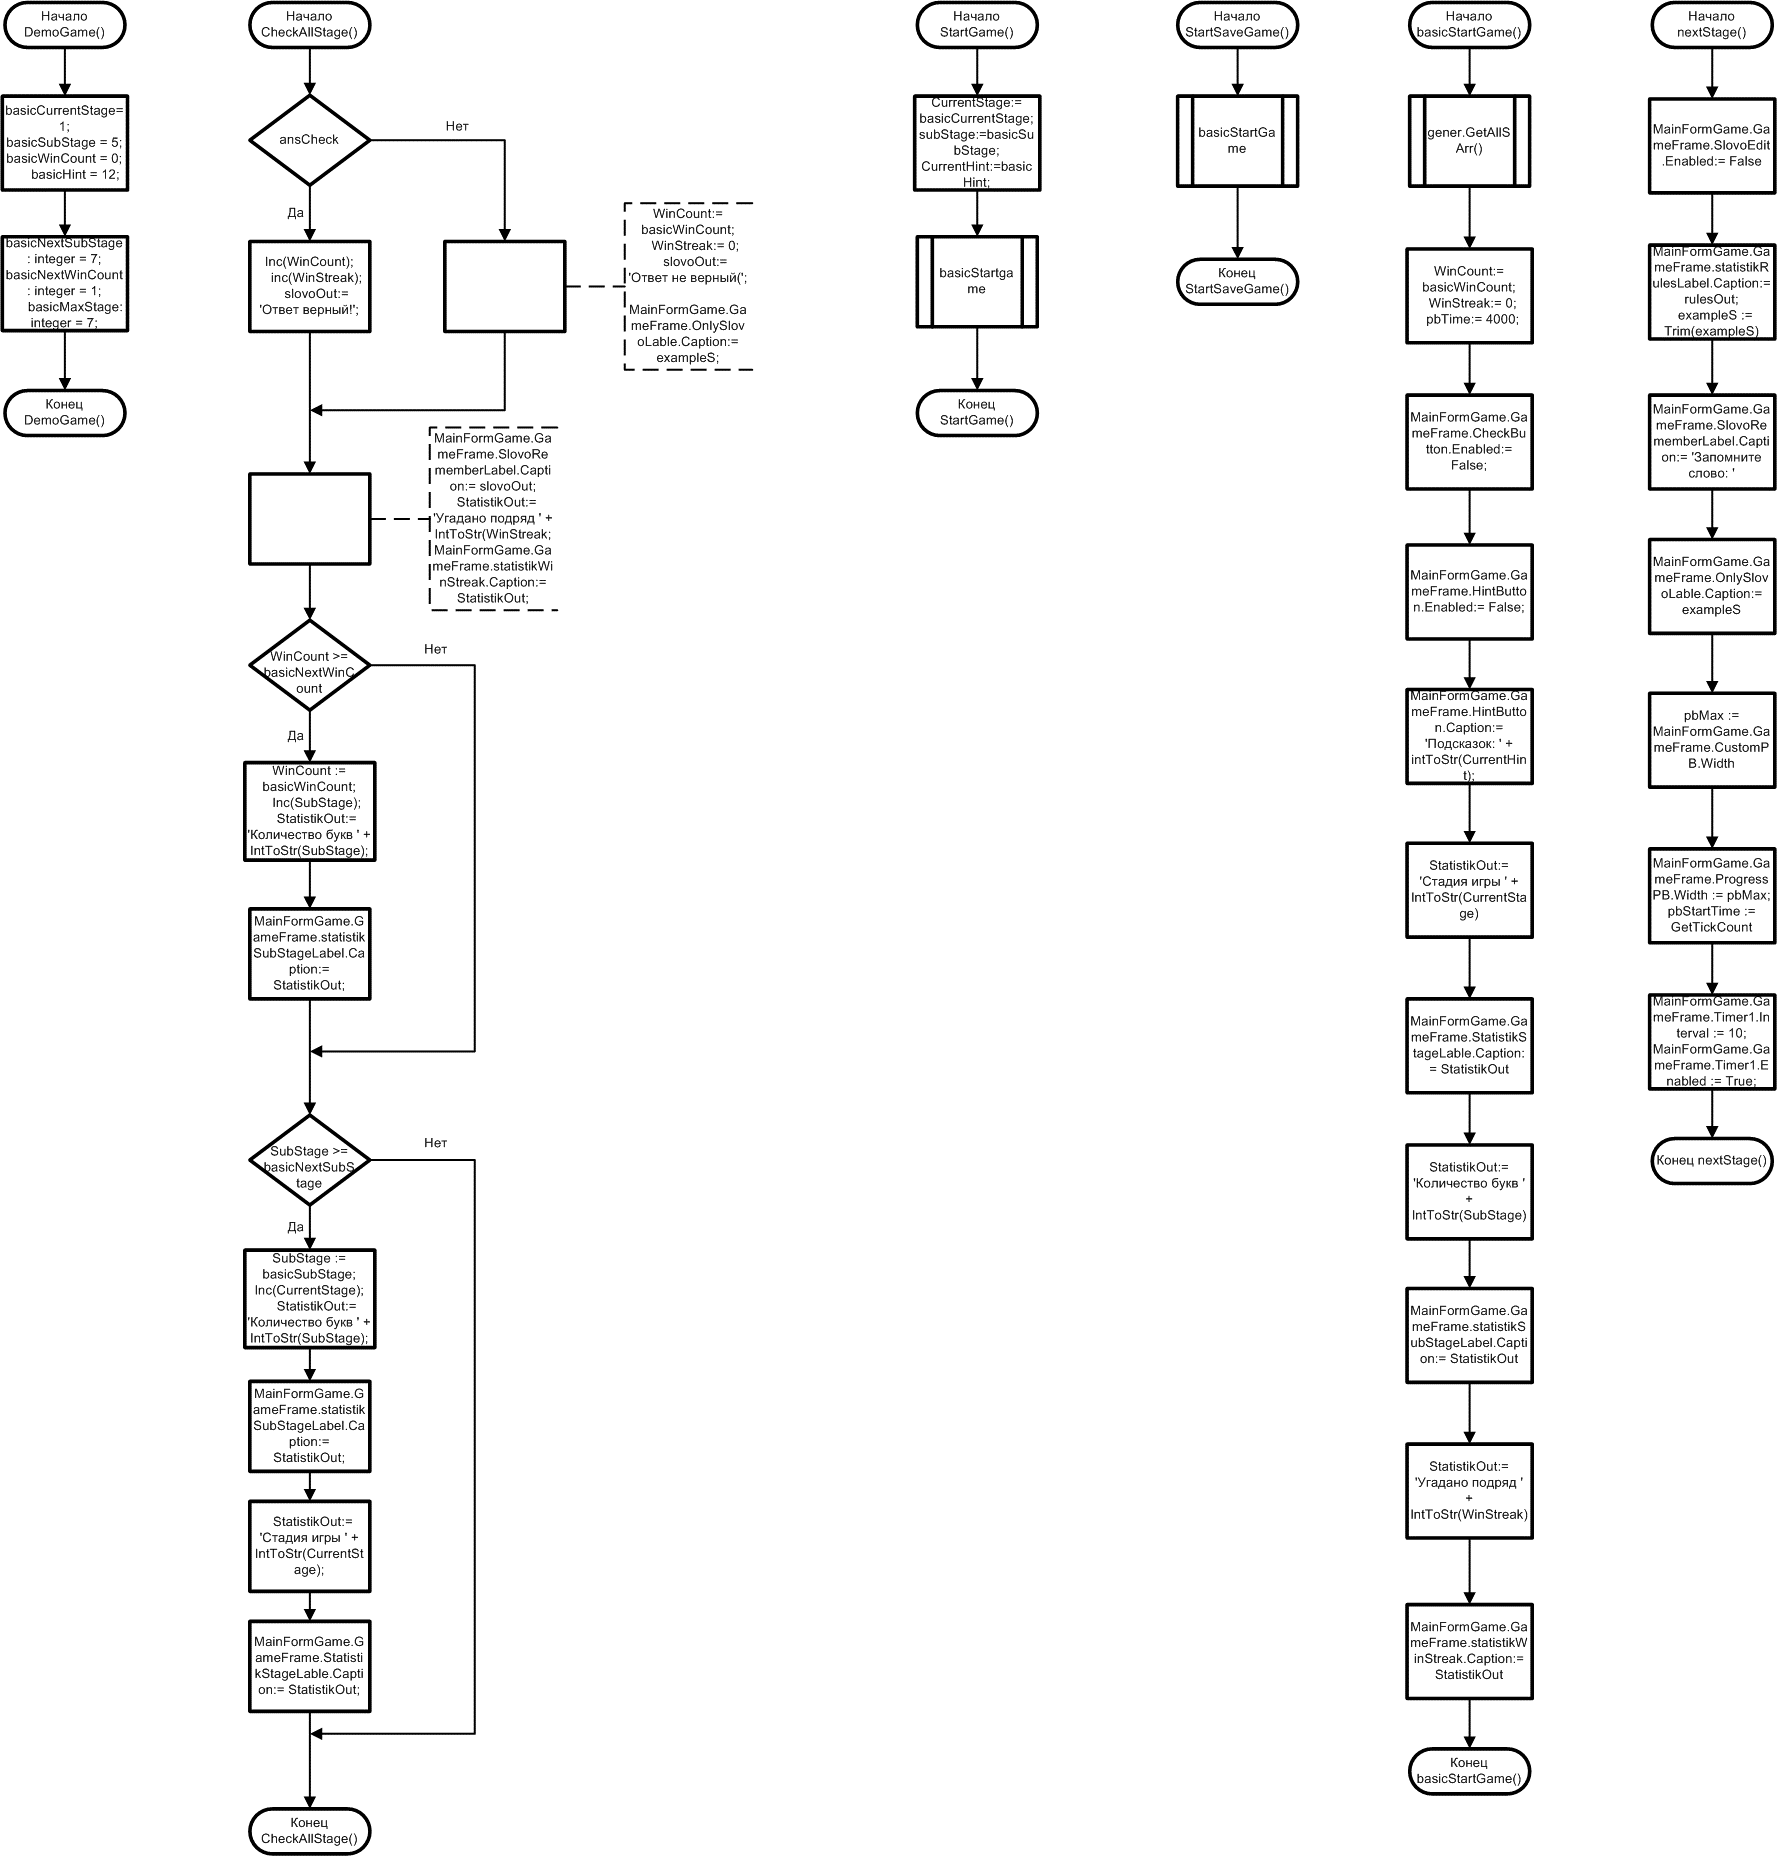 Начало
DemoGame()
basicCurrentStage=
1;
basicSubStage = 5;
basicWinCount = 0;
basicHint = 12;
basicNextSubStage
: integer = 7;
basicNextWinCount
: integer = 1;
basicMaxStage:
integer = 7;
Конец
DemoGame()
Начало
CheckAllStage()
ansCheck
Нет
Да
Inc(WinCount);
inc(WinStreak);
slovoOut:=
'Ответ верный!';
WinCount:=
basicWinCount;
WinStreak:= 0;
slovoOut:=
'Ответ не верный(';
MainFormGame.Ga
meFrame.OnlySlov
oLable.Caption:=
exampleS;
MainFormGame.Ga
meFrame.SlovoRe
memberLabel.Capti
on:= slovoOut;
StatistikOut:=
'Угадано подряд ' +
IntToStr(WinStreak;
MainFormGame.Ga
meFrame.statistikWi
nStreak.Caption:=
StatistikOut;
WinCount >=
basicNextWinC
ount
Нет
Да
WinCount :=
basicWinCount;
Inc(SubStage);
StatistikOut:=
'Количество букв ' +
IntToStr(SubStage);
MainFormGame.G
ameFrame.statistik
SubStageLabel.Ca
ption:=
StatistikOut;
SubStage >=
basicNextSubS
tage
Нет
Да
SubStage :=
basicSubStage;
Inc(CurrentStage);
StatistikOut:=
'Количество букв ' +
IntToStr(SubStage);
MainFormGame.G
ameFrame.statistik
SubStageLabel.Ca
ption:=
StatistikOut;
StatistikOut:=
'Стадия игры ' +
IntToStr(CurrentSt
age);
MainFormGame.G
ameFrame.Statisti
kStageLable.Capti
on:= StatistikOut;
Конец
CheckAllStage()
Начало
StartGame()
CurrentStage:=
basicCurrentStage;
subStage:=basicSu
bStage;
CurrentHint:=basic
Hint;
basicStartga
me
Конец
StartGame()
Начало
StartSaveGame()
basicStartGa
me
Конец
StartSaveGame()
Начало
basicStartGame()
gener.GetAllS
Arr()
WinCount:=
basicWinCount;
WinStreak:= 0;
pbTime:= 4000;
MainFormGame.Ga
meFrame.CheckBu
tton.Enabled:=
False;
MainFormGame.Ga
meFrame.HintButto
n.Enabled:= False;
MainFormGame.Ga
meFrame.HintButto
n.Caption:=
'Подсказок: ' +
intToStr(CurrentHin
t);
StatistikOut:=
'Стадия игры ' +
IntToStr(CurrentSta
ge)
MainFormGame.Ga
meFrame.StatistikS
tageLable.Caption:
= StatistikOut
StatistikOut:=
'Количество букв '
+
IntToStr(SubStage)
MainFormGame.Ga
meFrame.statistikS
ubStageLabel.Capti
on:= StatistikOut
StatistikOut:=
'Угадано подряд '
+
IntToStr(WinStreak)
MainFormGame.Ga
meFrame.statistikW
inStreak.Caption:=
StatistikOut
Конец
basicStartGame()
Начало
nextStage()
MainFormGame.Ga
meFrame.SlovoEdit
.Enabled:= False
MainFormGame.Ga
meFrame.statistikR
ulesLabel.Caption:=
rulesOut;
exampleS :=
Trim(exampleS)
MainFormGame.Ga
meFrame.SlovoRe
memberLabel.Capti
on:= 'Запомните
слово: '
MainFormGame.Ga
meFrame.OnlySlov
oLable.Caption:=
exampleS
pbMax :=
MainFormGame.Ga
meFrame.CustomP
B.Width
MainFormGame.Ga
meFrame.Progress
PB.Width := pbMax;
pbStartTime :=
GetTickCount
MainFormGame.Ga
meFrame.Timer1.In
terval := 10;
MainFormGame.Ga
meFrame.Timer1.E
nabled := True;
Конец nextStage()